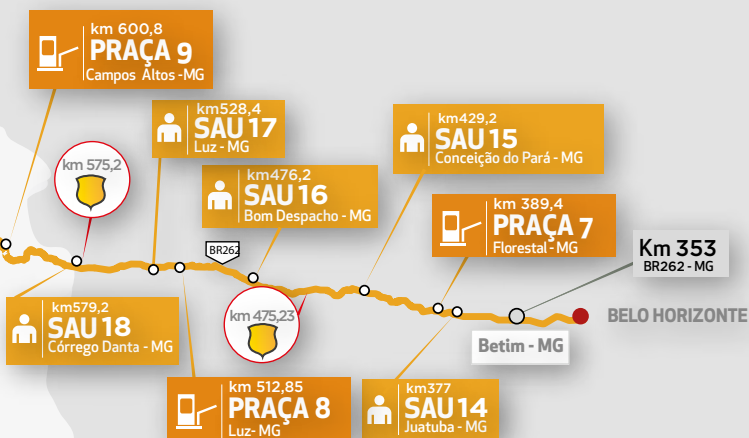 km 600,8
PRAÇA 9
Campos Altos -MG
km528,4
SAU 17
Luz - MG
km429,2
SAU 15
Conceição do Pará - MG
km 575,2
km476,2
SAU 16
Bom Despacho - MG
km 389,4
PRAÇA 7
Florestal - MG
BR262
Km 353
BR262 - MG
km579,2
SAU 18
Córrego Danta - MG
km 475,23
BELO HORIZONTE
Betim - MG
km 512,85
PRAÇA 8
Luz- MG
km377
SAU 14
Juatuba - MG